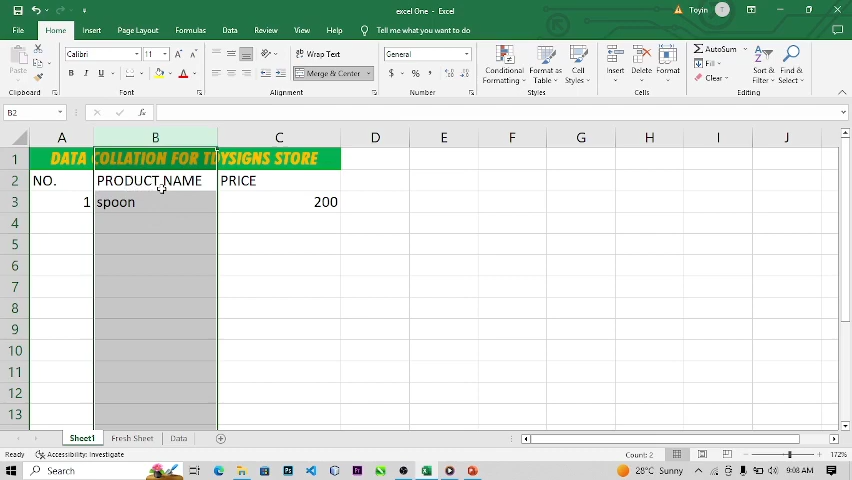 excel One - Excel
Toyin T
File Home Insert Page Layout Formulas Data Review View Help Tell me what you want to do
Paste
Calibri 11 A A
B I U A
Wrap Text
Merge & Center
General
$ % ,
Conditional Formatting
Format as Table
Cell Styles
Insert Delete Format
AutoSum
Fill
Clear
Sort & Filter
Find & Select
Clipboard Font Alignment Number Styles Cells Editing
B2 fx
A B C D E F G H I J
1 DATA COLLATION FOR TDYSIGNS STORE
2 NO. PRODUCT NAME PRICE
3 1 spoon 200
4
5
6
7
8
9
10
11
12
13
Sheet1 Fresh Sheet Data
Ready Accessibility: Investigate Count: 2 172%
Search 28°C Sunny 9:08 AM